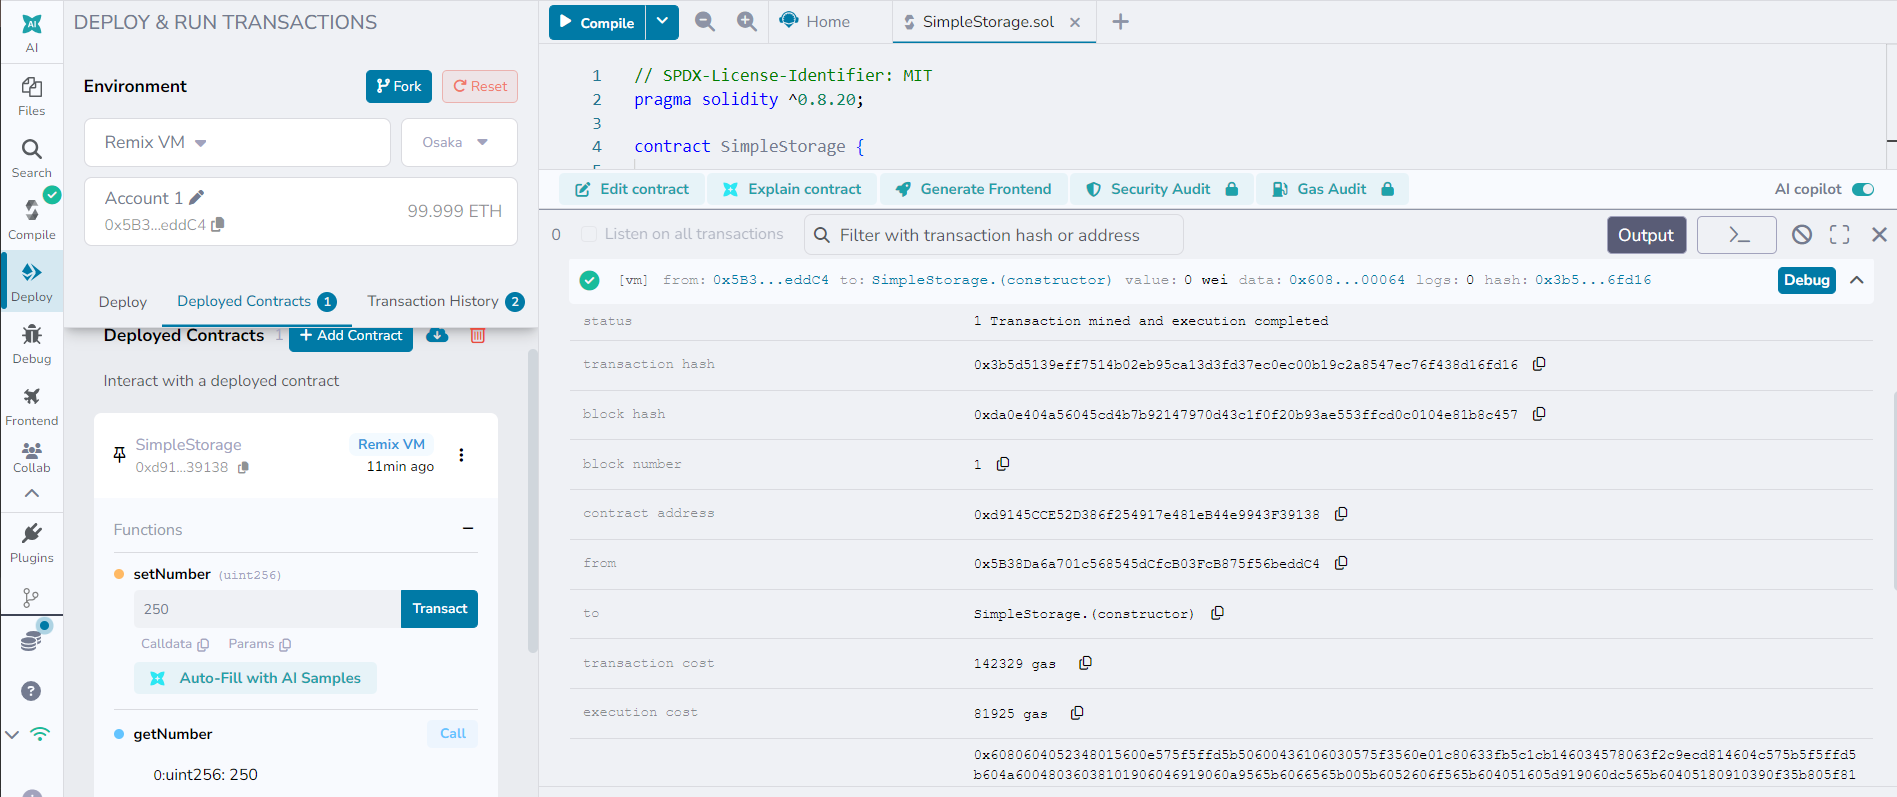 AI
AI
Files
Search
Compile
Deploy
Debug
Frontend
Collab
Plugins
DEPLOY & RUN TRANSACTIONS
Environment
Fork
Reset
Remix VM
Osaka
Account 1
0x5B3...eddC4
99.999 ETH
Deploy
Deployed Contracts 1
Transaction History 2
Deployed Contracts 1
+ Add Contract
Interact with a deployed contract
SimpleStorage
0xd91...39138
Remix VM
11min ago
Functions
setNumber (uint256)
250
Transact
Calldata
Params
Auto-Fill with AI Samples
getNumber
Call
0:uint256: 250
Compile
Home
SimpleStorage.sol
1 // SPDX-License-Identifier: MIT
2 pragma solidity ^0.8.20;
3
4 contract SimpleStorage {
Edit contract
Explain contract
Generate Frontend
Security Audit
Gas Audit
AI copilot
0
Listen on all transactions
Filter with transaction hash or address
Output
>_
[vm] from: 0x5B3...eddC4 to: SimpleStorage.(constructor) value: 0 wei data: 0x608...00064 logs: 0 hash: 0x3b5...6fd16
Debug
status 1 Transaction mined and execution completed
transaction hash 0x3b5d5139eff7514b02eb95ca13d3fd37ec0ec00b19c2a8547ec76f438d16fd16
block hash 0xda0e404a56045cd4b7b92147970d43c1f0f20b93ae553ffcd0c0104e81b8c457
block number 1
contract address 0xd9145CCE52D386f254917e481eB44e9943F39138
from 0x5B38Da6a701c568545dCfcB03FcB875f56beddC4
to SimpleStorage.(constructor)
transaction cost 142329 gas
execution cost 81925 gas
0x6080604052348015600e575f5ffd5b50600436106030575f3560e01c80633fb5c1cb146034578063f2c9ecd814604c575b5f5ffd5
b604a60048036038101906046919060a9565b6066565b005b6052606f565b604051605d919060dc565b60405180910390f35b805f81